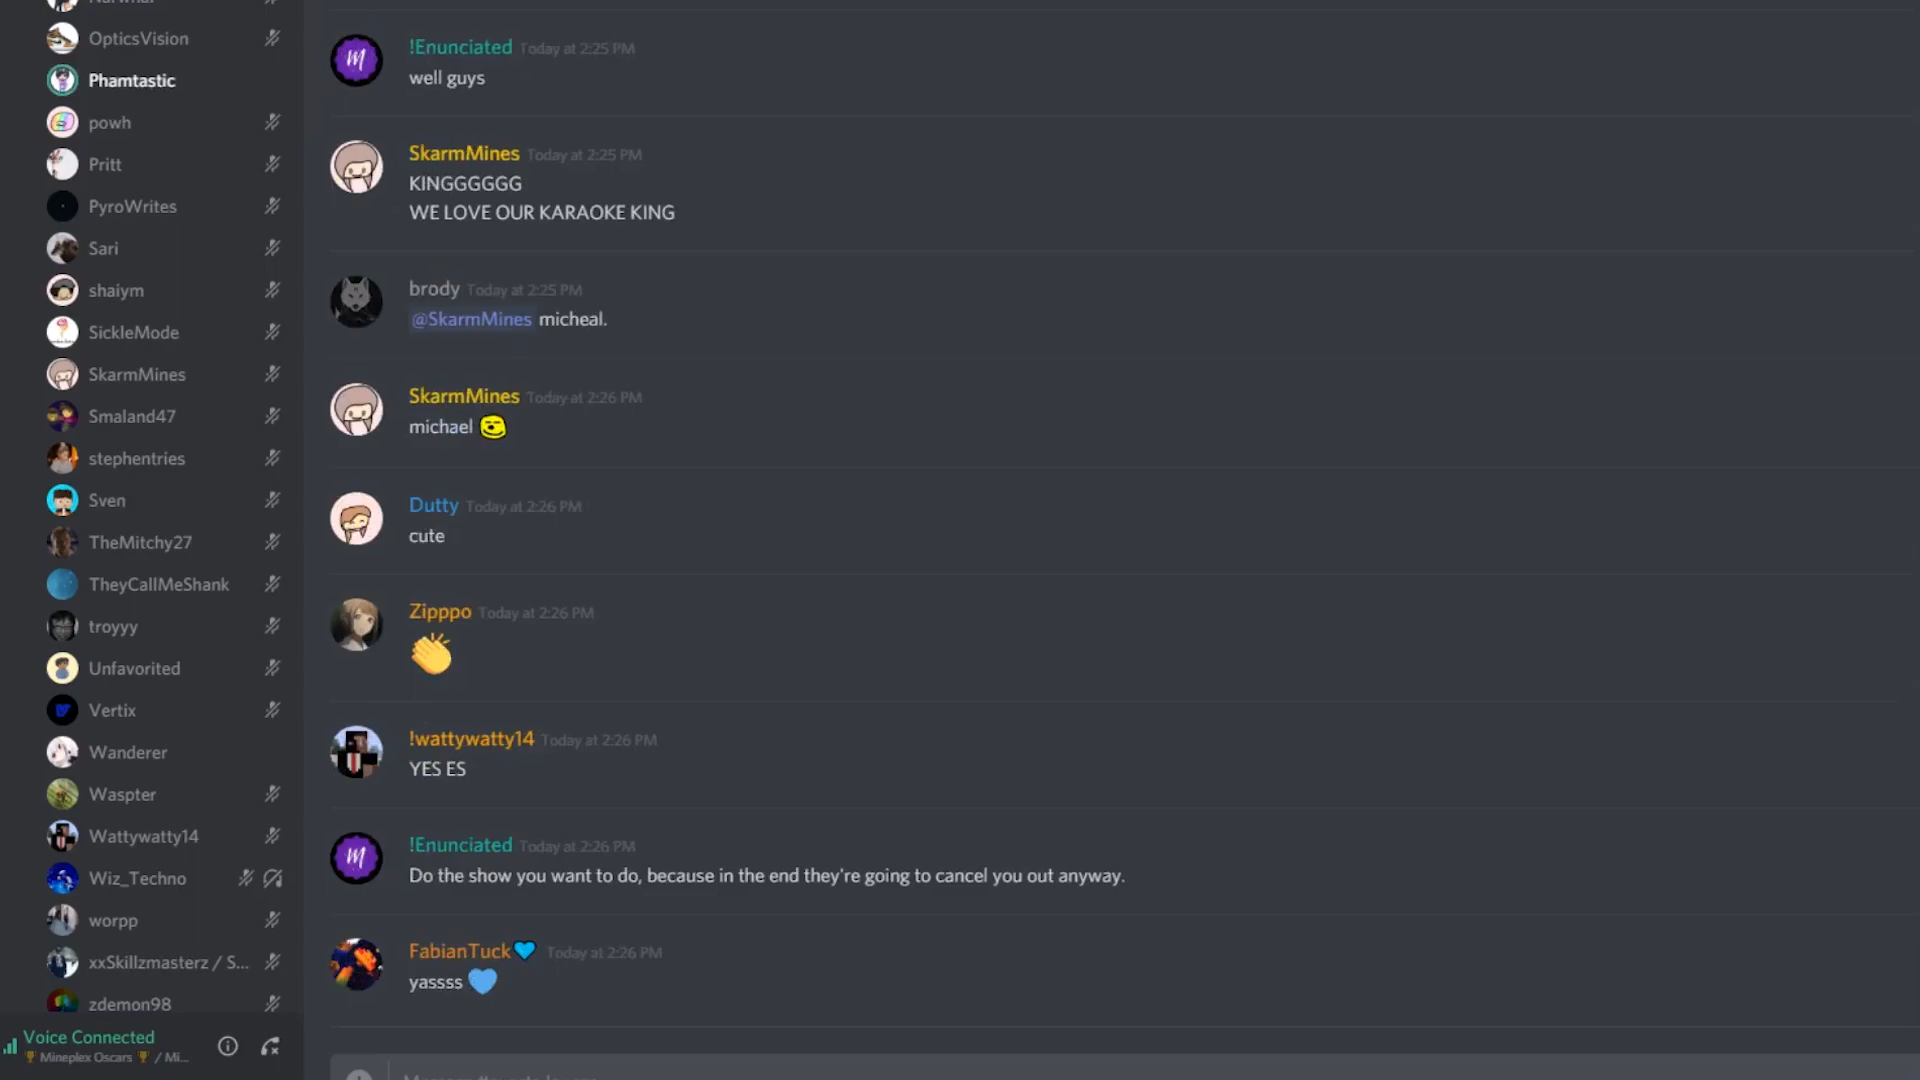 OpticsVision
Phamtastic
powh
Pritt
PyroWrites
Sari
shaiym
SickleMode
SkarmMines
Smaland47
stephentries
Sven
TheMitchy27
TheyCallMeShank
troyyy
Unfavorited
Vertix
Wanderer
Waspter
Wattywatty14
Wiz_Techno
worpp
xxSkillzmasterz / S...
zdemon98
Voice Connected
🏆 Mineplex Oscars 🏆 / Mi...
!Enunciated Today at 2:25 PM
well guys
SkarmMines Today at 2:25 PM
KINGGGGGG
WE LOVE OUR KARAOKE KING
brody Today at 2:25 PM
@SkarmMines micheal.
SkarmMines Today at 2:26 PM
michael
Dutty Today at 2:26 PM
cute
Zipppo Today at 2:26 PM
👏
!wattywatty14 Today at 2:26 PM
YES ES
!Enunciated Today at 2:26 PM
Do the show you want to do, because in the end they're going to cancel you out anyway.
FabianTuck💙 Today at 2:26 PM
yassss 💙